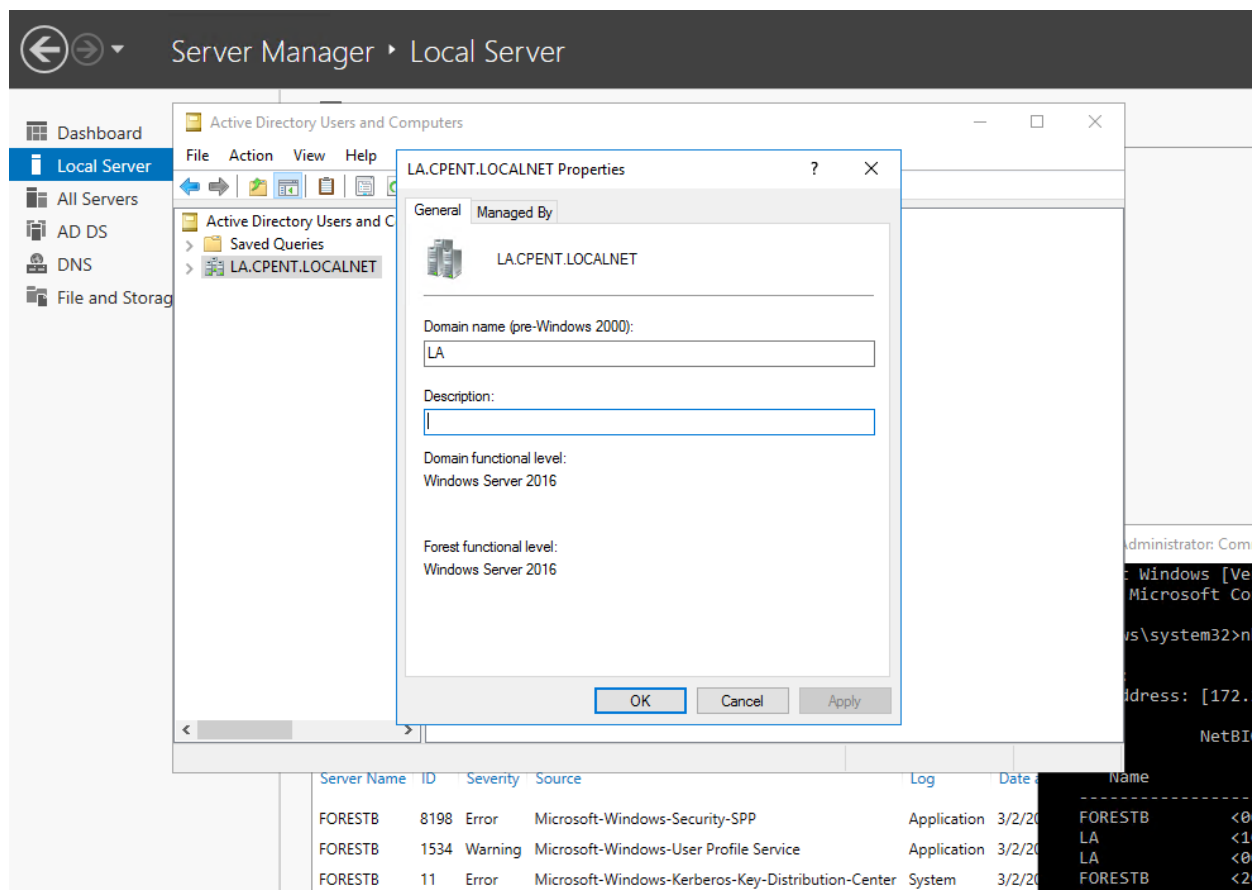 Server Manager ‣ Local Server
Dashboard
Local Server
All Servers
AD DS
DNS
File and Storag
Active Directory Users and Computers
File Action View Help
Active Directory Users and C
Saved Queries
LA.CPENT.LOCALNET
LA.CPENT.LOCALNET Properties
? 
General Managed By
LA.CPENT.LOCALNET
Domain name (pre-Windows 2000):
LA
Description:
Domain functional level:
Windows Server 2016
Forest functional level:
Windows Server 2016
OK Cancel Apply
Server Name ID Severity Source Log Date
FORESTB 8198 Error Microsoft-Windows-Security-SPP Application 3/2/20
FORESTB 1534 Warning Microsoft-Windows-User Profile Service Application 3/2/20
FORESTB 11 Error Microsoft-Windows-Kerberos-Key-Distribution-Center System 3/2/20
dministrator: Com
t Windows [Ve
Microsoft Co
ws\system32>n
ddress: [172.
NetBI
Name
------------------
FORESTB <0
LA <1
LA <0
FORESTB <2